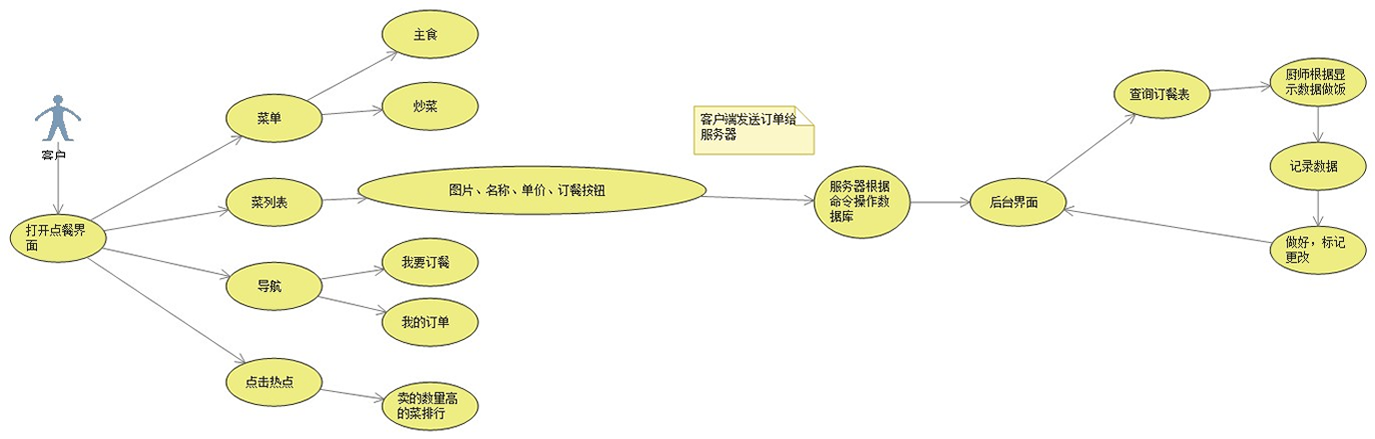 客户
打开点餐界
面
菜单
主食
炒菜
菜列表
图片、名称、单价、订餐按钮
导航
我要订餐
我的订单
点击热点
卖的数量高
的菜排行
客户端发送订单给
服务器
服务器根据
命令操作数
据库
后台界面
查询订餐表
厨师根据显
示数据做饭
记录数据
做好，标记
更改